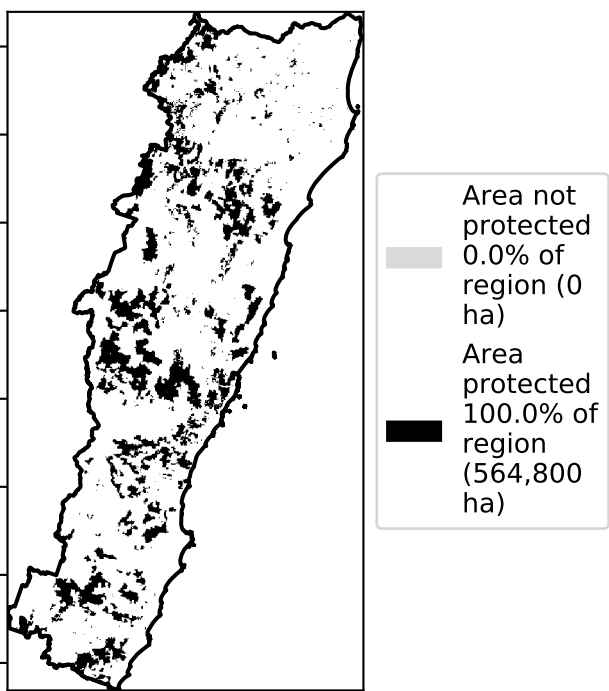 Area not
protected
0.0% of
region (0
ha)
Area
protected
100.0% of
region
(564,800
ha)